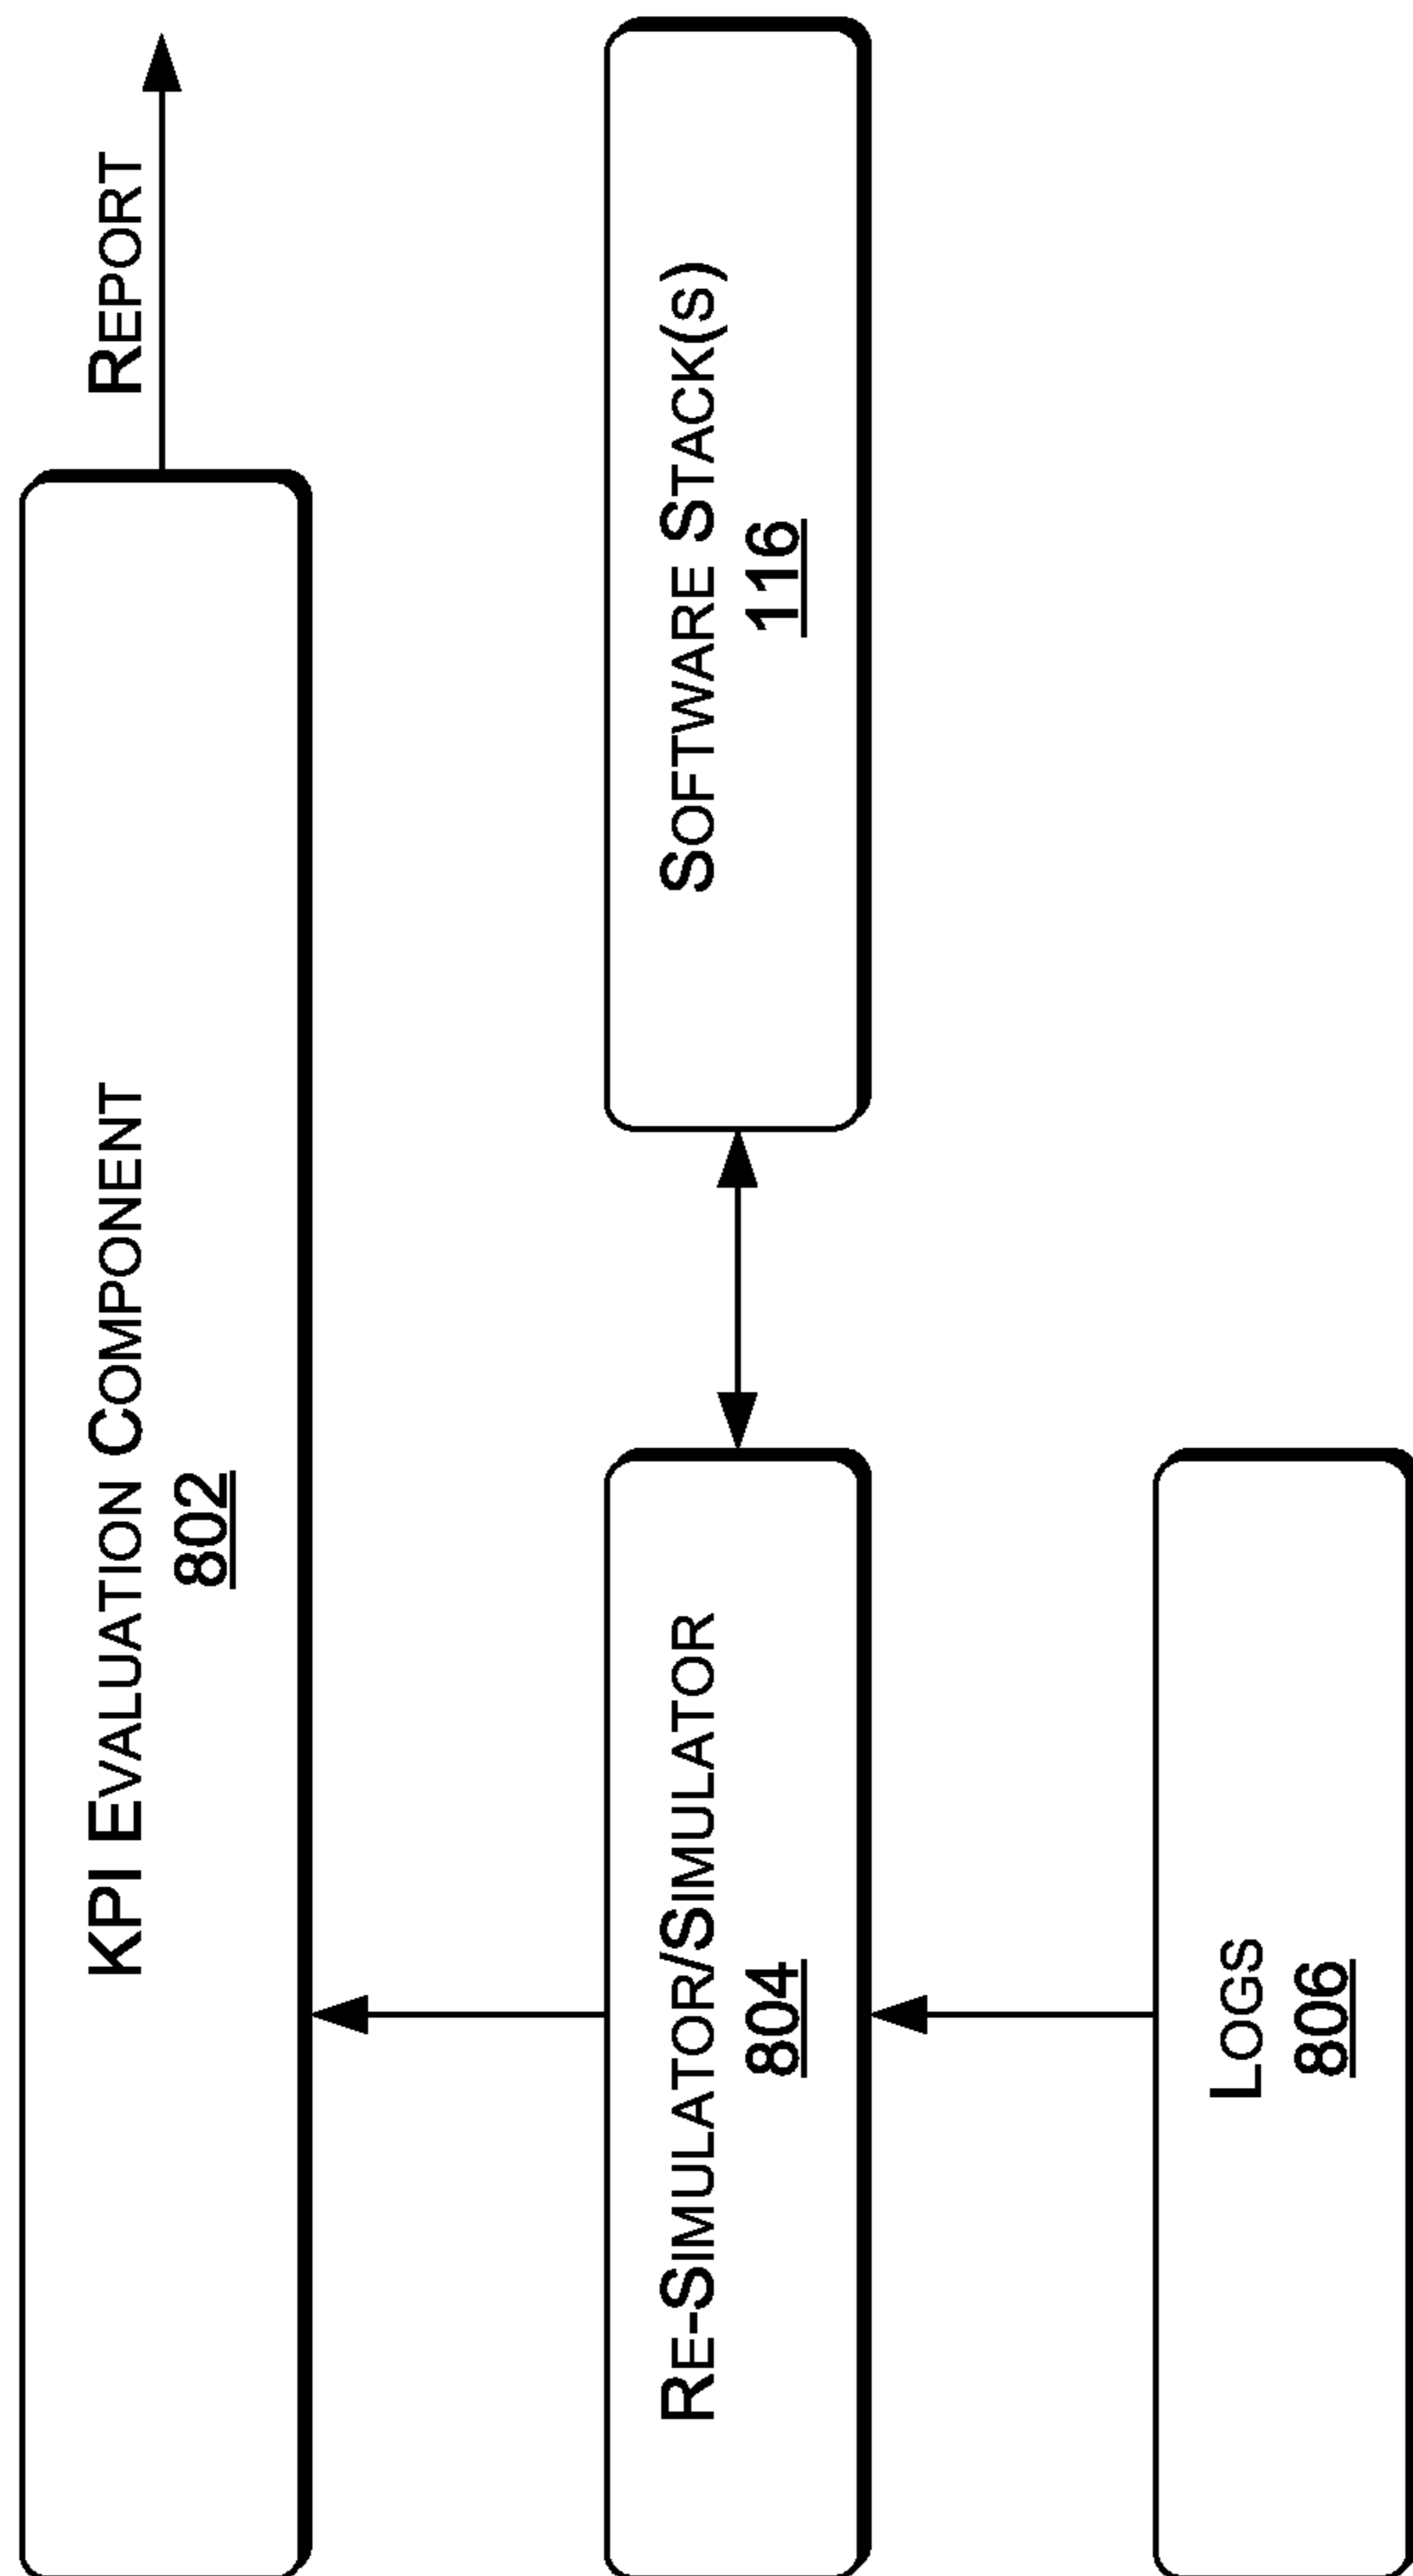 KPI EVALUATION COMPONENT
802
REPORT
RE-SIMULATOR/SIMULATOR
804
SOFTWARE STACK(S)
116
LOGS
806